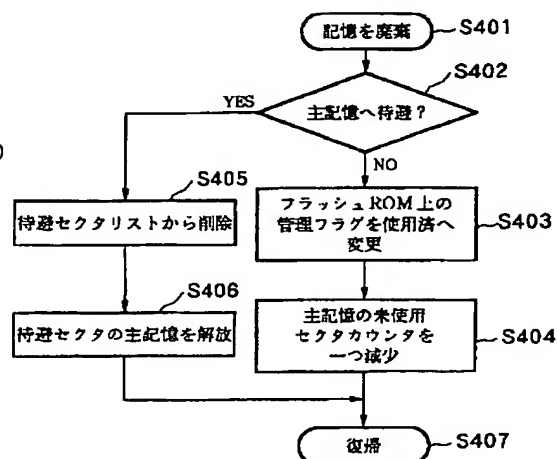 記憶を廃棄
S401
S402
主記憶へ待避?
YES
NO
S405
待避セクタリストから削除
フラッシュROM上の
管理フラグを使用済へ
変更
S403
S406
待避セクタの主記憶を解放
主記憶の未使用
セクタカウンタを
一つ減少
S404
復帰
S407